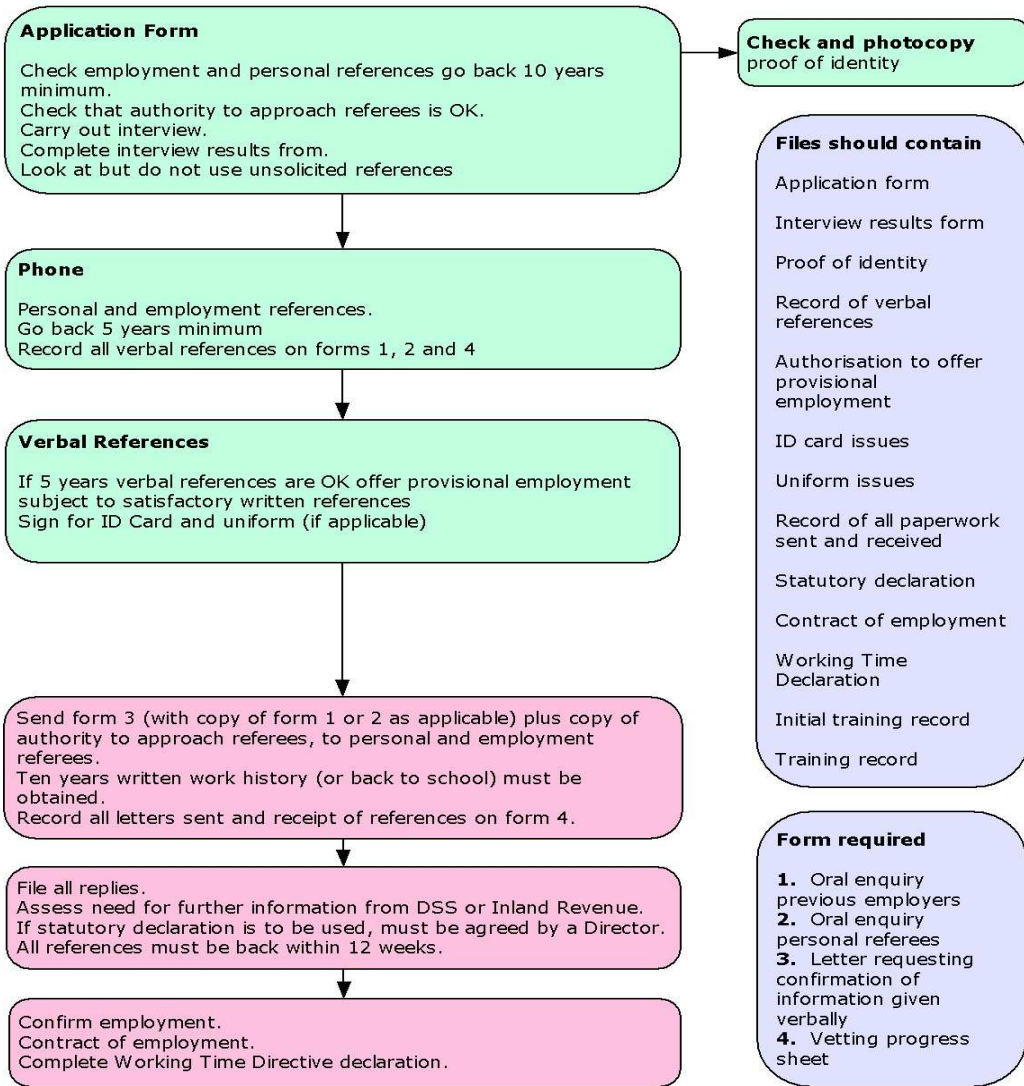 Application Form
Check employment and personal references go back 10 years
minimum.
Check that authority to approach referees is OK.
Carry out interview.
Complete interview results from.
Look at but do not use unsolicited references
Check and photocopy
proof of identity
Phone
Personal and employment references.
Go back 5 years minimum
Record all verbal references on forms 1, 2 and 4
Verbal References
If 5 years verbal references are OK offer provisional employment
subject to satisfactory written references
Sign for ID Card and uniform (if applicable)
Send form 3 (with copy of form 1 or 2 as applicable) plus copy of
authority to approach referees, to personal and employment
referees.
Ten years written work history (or back to school) must be
obtained.
Record all letters sent and receipt of references on form 4.
File all replies.
Assess need for further information from DSS or Inland Revenue.
If statutory declaration is to be used, must be agreed by a Director.
All references must be back within 12 weeks.
Confirm employment.
Contract of employment.
Complete Working Time Directive declaration.
Files should contain
Application form
Interview results form
Proof of identity
Record of verbal
references
Authorisation to offer
provisional
employment
ID card issues
Uniform issues
Record of all paperwork
sent and received
Statutory declaration
Contract of employment
Working Time
Declaration
Initial training record
Training record
Form required
1. Oral enquiry
previous employers
2. Oral enquiry
personal referees
3. Letter requesting
confirmation of
information given
verbally
4. Vetting progress
sheet